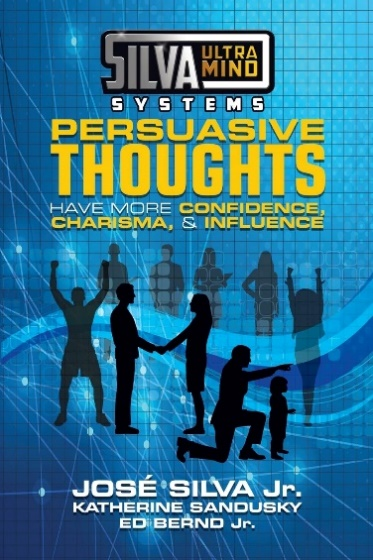 SILVA ULTRA MIND
SYSTEMS
PERSUASIVE
THOUGHTS
HAVE MORE CONFIDENCE,
CHARISMA, & INFLUENCE
JOSÉ SILVA Jr.
KATHERINE SANDUSKY
ED BERND Jr.